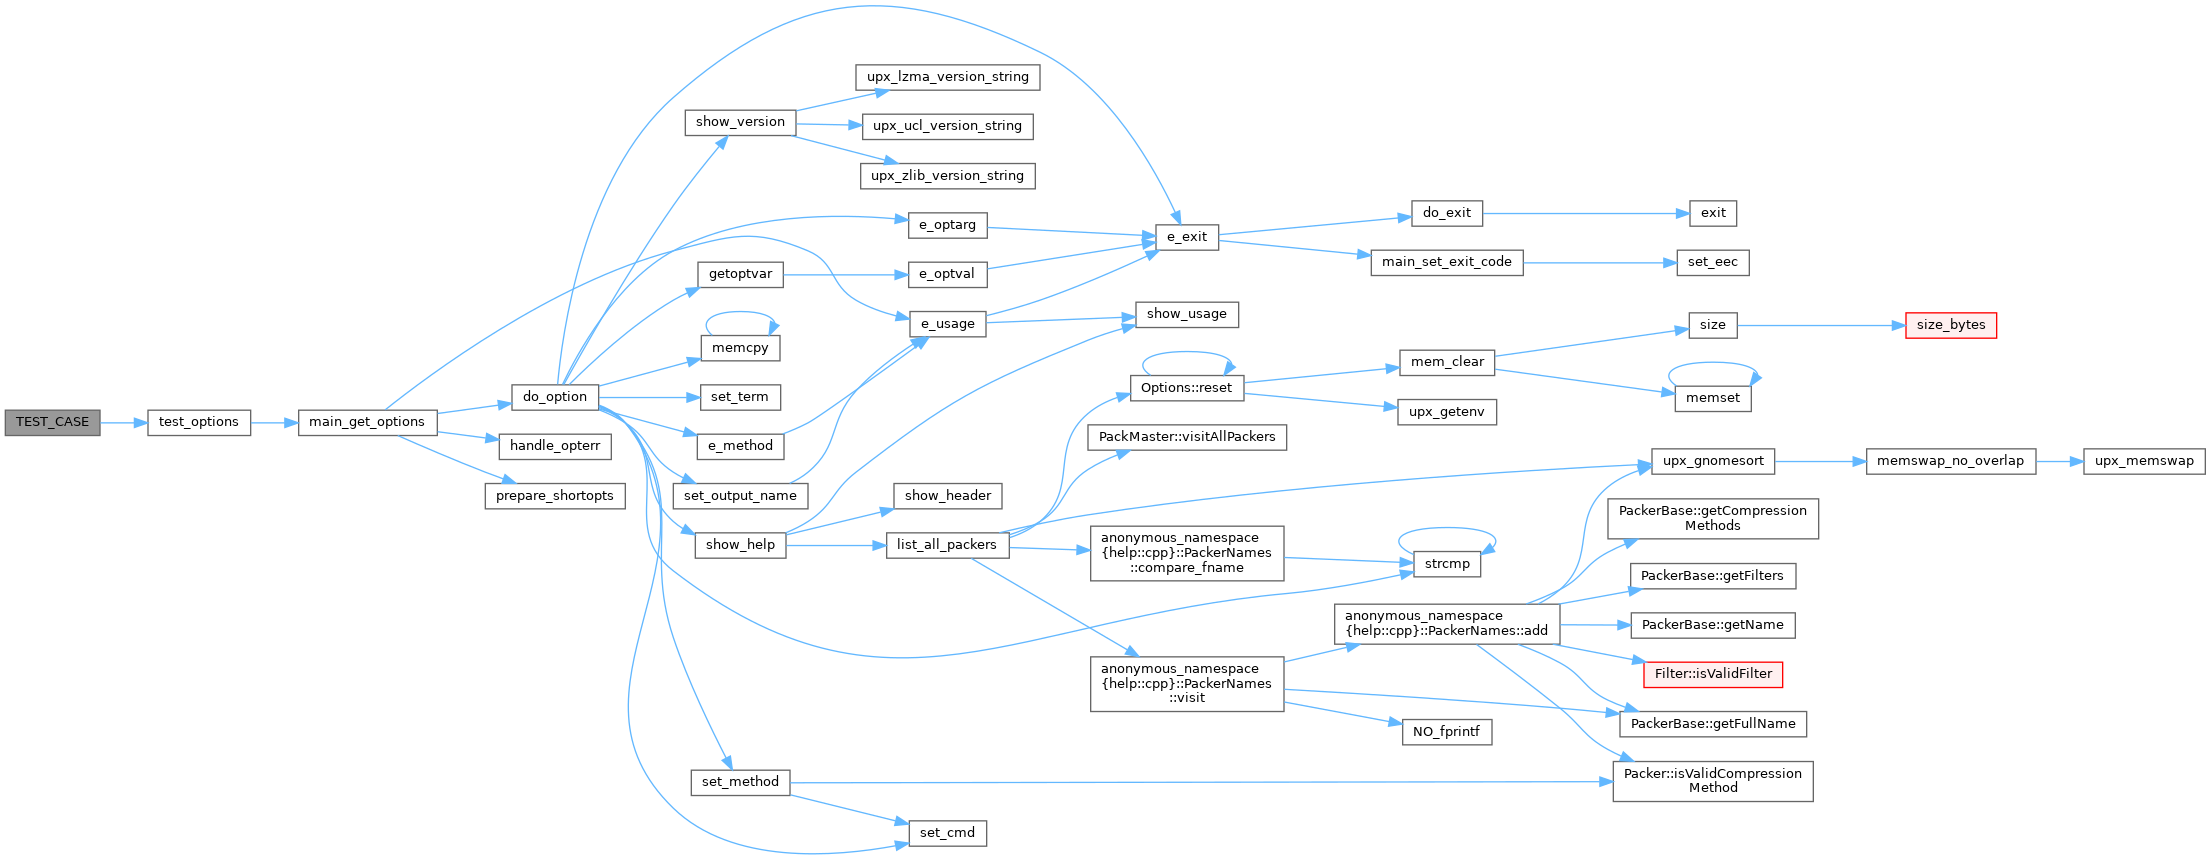 upx_lzma_version_string
show_version
upx_ucl_version_string
upx_zlib_version_string
do_exit
exit
e_optarg
e_exit
main_set_exit_code
set_eec
getoptvar
e_optval
e_usage
show_usage
size
size_bytes
memcpy
mem_clear
Options::reset
memset
do_option
set_term
upx_getenv
TEST_CASE
test_options
main_get_options
handle_opterr
e_method
PackMaster::visitAllPackers
upx_gnomesort
memswap_no_overlap
upx_memswap
prepare_shortopts
set_output_name
show_header
PackerBase::getCompression
Methods
show_help
list_all_packers
anonymous_namespace
{help::cpp}::PackerNames
::compare_fname
strcmp
PackerBase::getFilters
anonymous_namespace
{help::cpp}::PackerNames::add
PackerBase::getName
anonymous_namespace
{help::cpp}::PackerNames
::visit
Filter::isValidFilter
PackerBase::getFullName
NO_fprintf
set_method
Packer::isValidCompression
Method
set_cmd